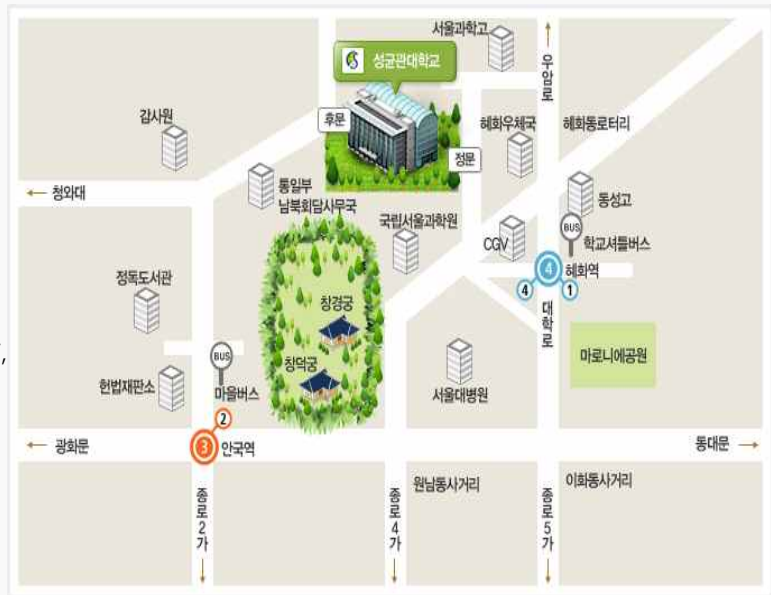 서울과학고
성균관대학교
우암로
감사원
후문
혜화우체국
혜화동로터리
정문
← 청와대
통일부
남북회담사무국
동성고
국립서울과학원
CGV
BUS
학교셔틀버스
4
혜화역
4
1
정독도서관
창경궁
대학로
마로니에공원
,
BUS
헌법재판소
마을버스
창덕궁
서울대병원
2
← 광화문
3
안국역
동대문 →
원남동사거리
이화동사거리
종로2가
종로4가
종로5가